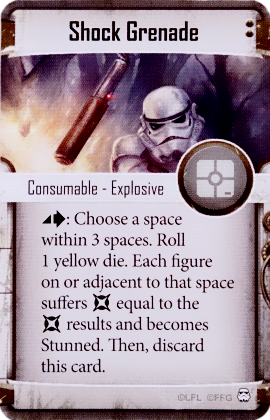 Shock Grenade
Consumable - Explosive
: Choose a space
within 3 spaces. Roll
1 yellow die. Each figure
on or adjacent to that space
suffers equal to the
results and becomes
Stunned. Then, discard
this card.
©LFL ©FFG